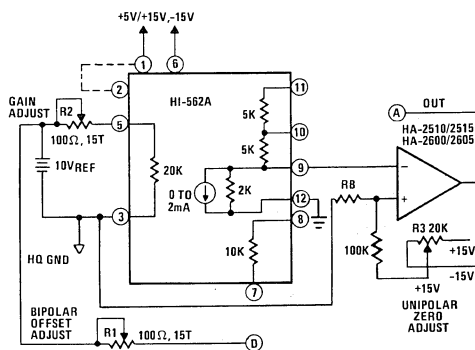 +5V/+15V,-15V
1
6
2
HI-562A
11
5K
10
5K
A
OUT
HA-2510/2515
HA-2600/2605
GAIN
ADJUST
R2
100Ω, 15T
5
20K
10VREF
0 TO
2mA
2K
9
12
8
RB
3
10K
100K
R3 20K
+15V
-15V
+15V
HQ GND
7
UNIPOLAR
ZERO
ADJUST
BIPOLAR
OFFSET
ADJUST
R1
100Ω, 15T
D
−
+